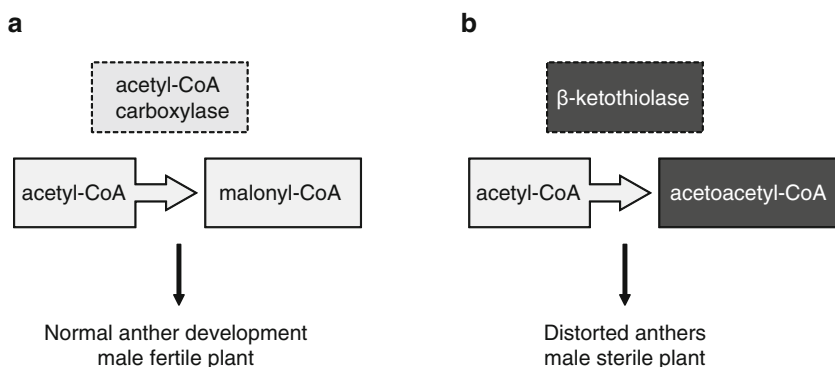 a
acetyl-CoA
carboxylase
acetyl-CoA
malonyl-CoA
Normal anther development
male fertile plant
b
β-ketothiolase
acetyl-CoA
acetoacetyl-CoA
Distorted anthers
male sterile plant